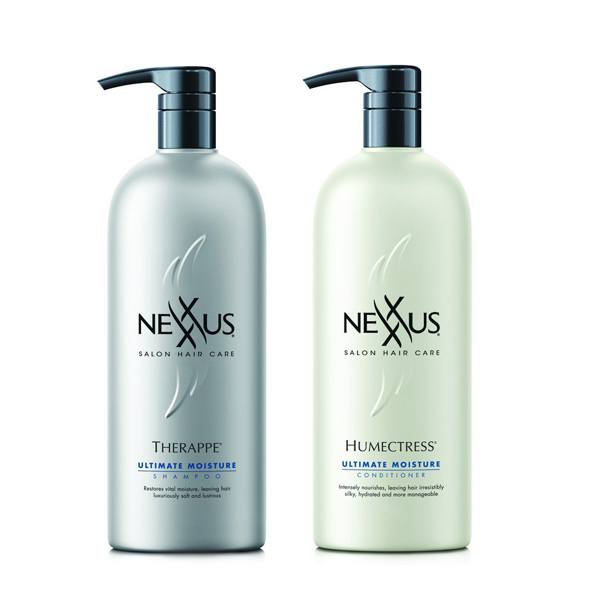 NEXXUS
SALON HAIR CARE
THERAPPE®
ULTIMATE MOISTURE
SHAMPOO
Restores vital moisture, leaving hair
luxuriously soft and lustrous
NEXXUS
SALON HAIR CARE
HUMECTRESS®
ULTIMATE MOISTURE
CONDITIONER
Intensely nourishes, leaving hair irresistibly
silky, hydrated and more manageable